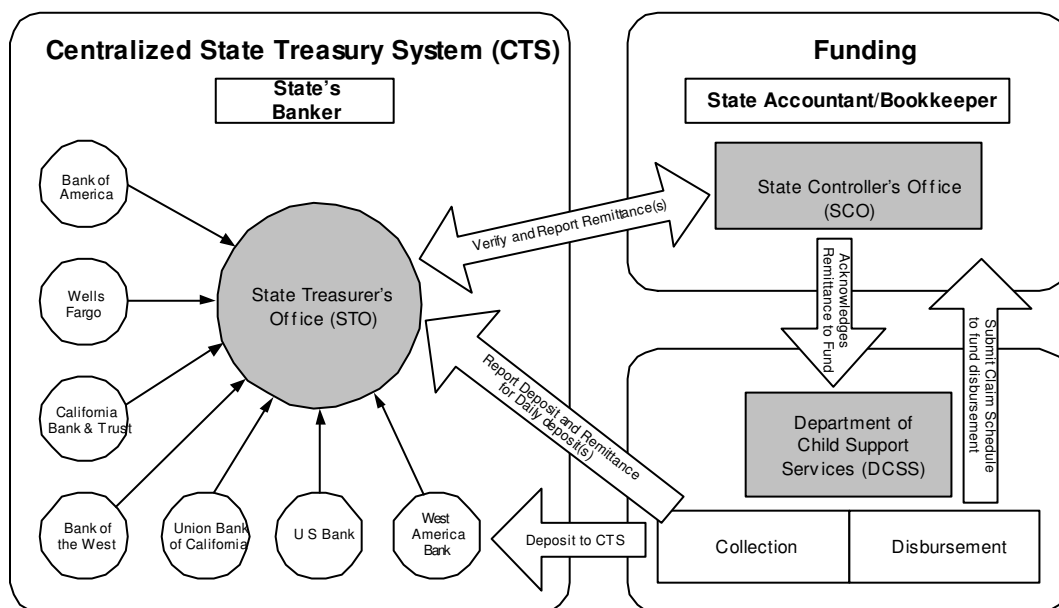 Centralized State Treasury System (CTS)
State's
Banker
Bank of
America
Wells
Fargo
California
Bank & Trust
Bank of
the West
Union Bank
of California
U S Bank
West
America
Bank
State Treasurer's
Office (STO)
Verify and Report Remittance(s)
Report Deposit and Remittance
for Daily deposit(s)
Deposit to CTS
Funding
State Accountant/Bookkeeper
State Controller's Office
(SCO)
Acknowledges
Remittance to Fund
Submit Claim Schedule
to fund disbursement
Department of
Child Support
Services (DCSS)
Collection
Disbursement